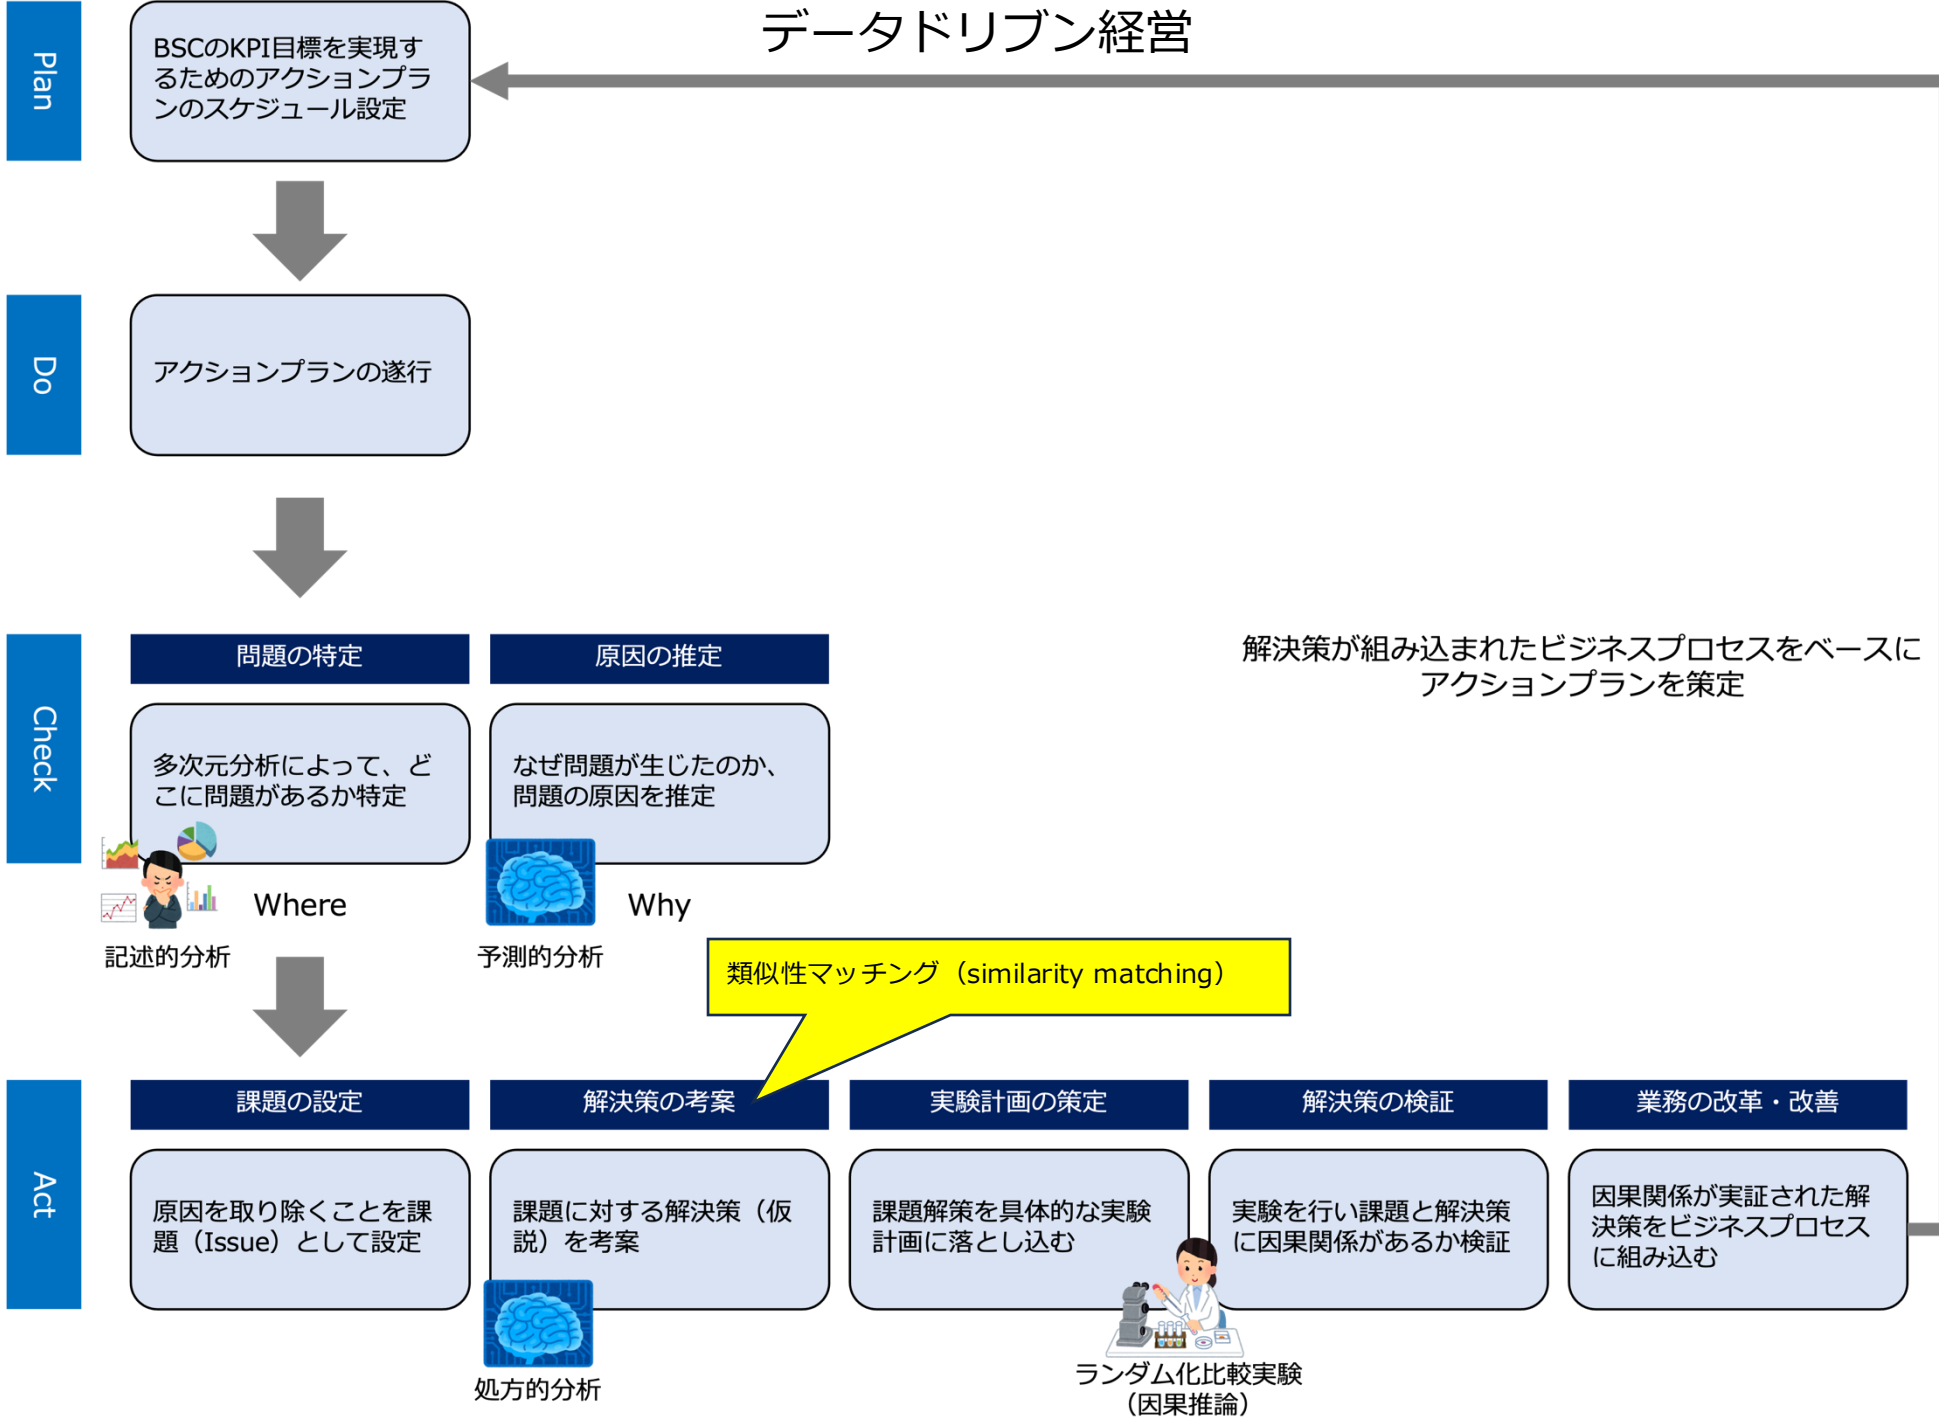 データドリブン経営
Plan
BSCのKPI目標を実現す
るためのアクションプラ
ンのスケジュール設定
Do
アクションプランの遂行
Check
問題の特定
多次元分析によって、ど
こに問題があるか特定
Where
記述的分析
原因の推定
なぜ問題が生じたのか、
問題の原因を推定
Why
予測的分析
解決策が組み込まれたビジネスプロセスをベースに
アクションプランを策定
類似性マッチング（similarity matching）
Act
課題の設定
原因を取り除くことを課
題（Issue）として設定
解決策の考案
課題に対する解決策（仮
説）を考案
処方的分析
実験計画の策定
課題解策を具体的な実験
計画に落とし込む
解決策の検証
実験を行い課題と解決策
に因果関係があるか検証
ランダム化比較実験
（因果推論）
業務の改革・改善
因果関係が実証された解
決策をビジネスプロセス
に組み込む